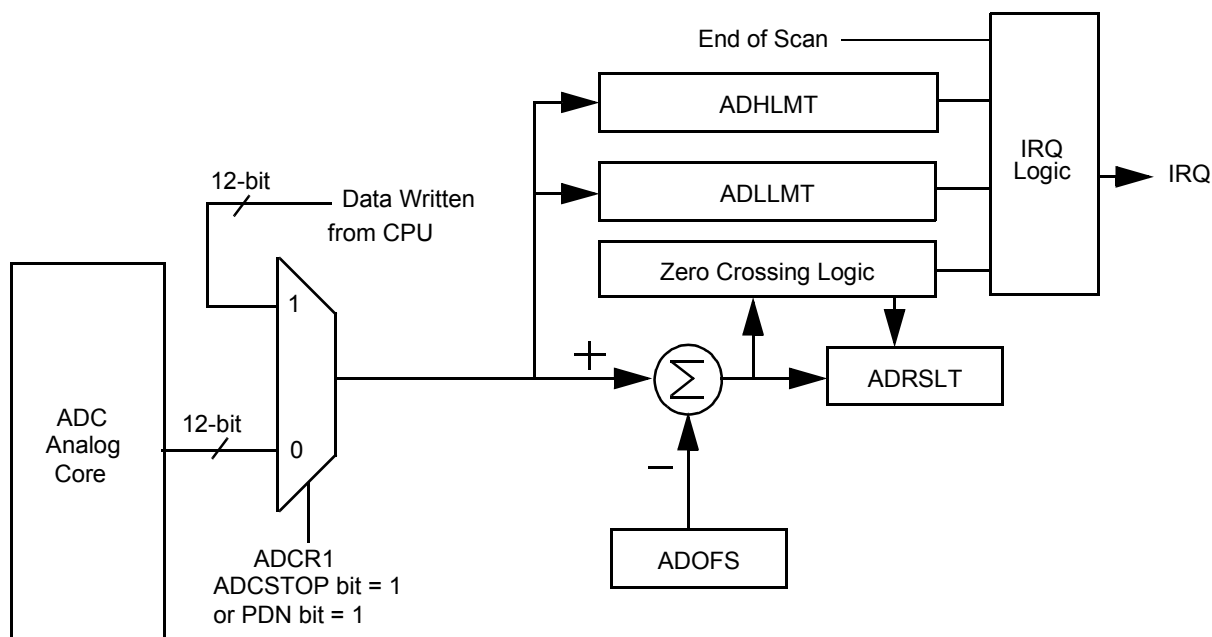 End of Scan
ADHLMT
IRQ
Logic
IRQ
ADLLMT
12-bit
Data Written
from CPU
Zero Crossing Logic
1
+
Σ
ADRSLT
ADC
Analog
Core
12-bit
0
−
ADCR1
ADCSTOP bit = 1
or PDN bit = 1
ADOFS